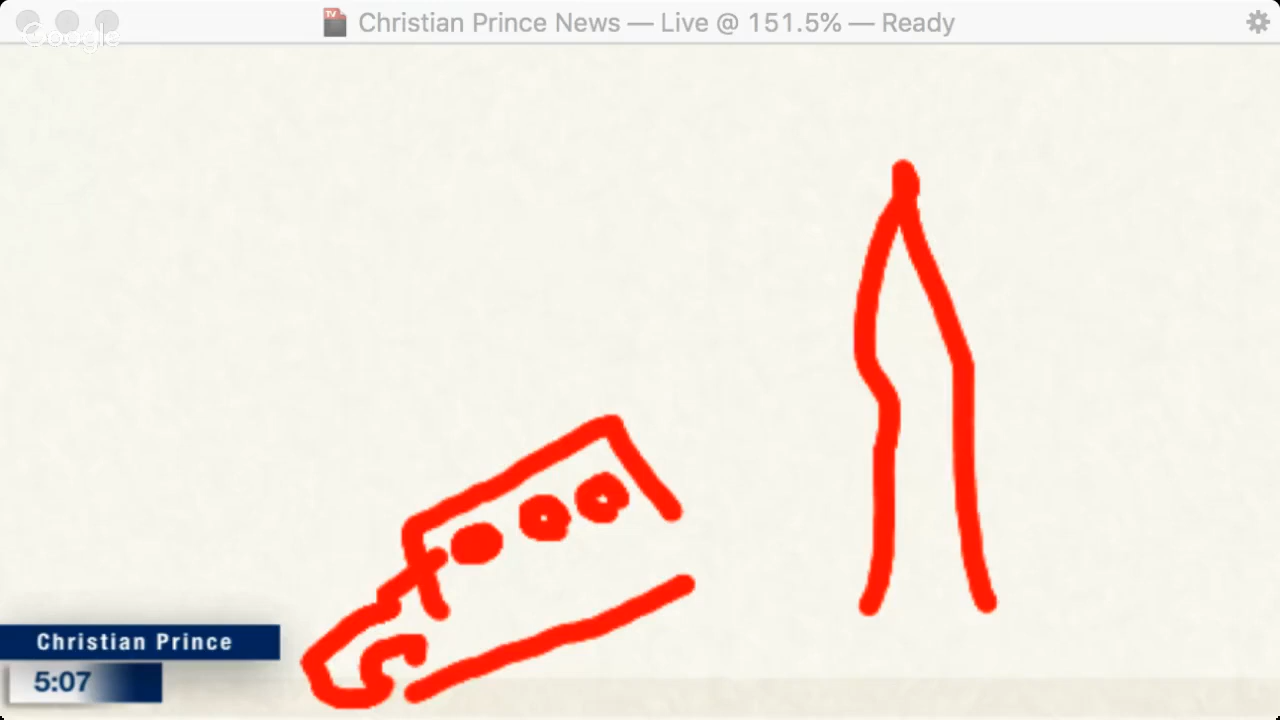 Christian Prince News — Live @ 151.5% — Ready
Google
Christian Prince
5:07